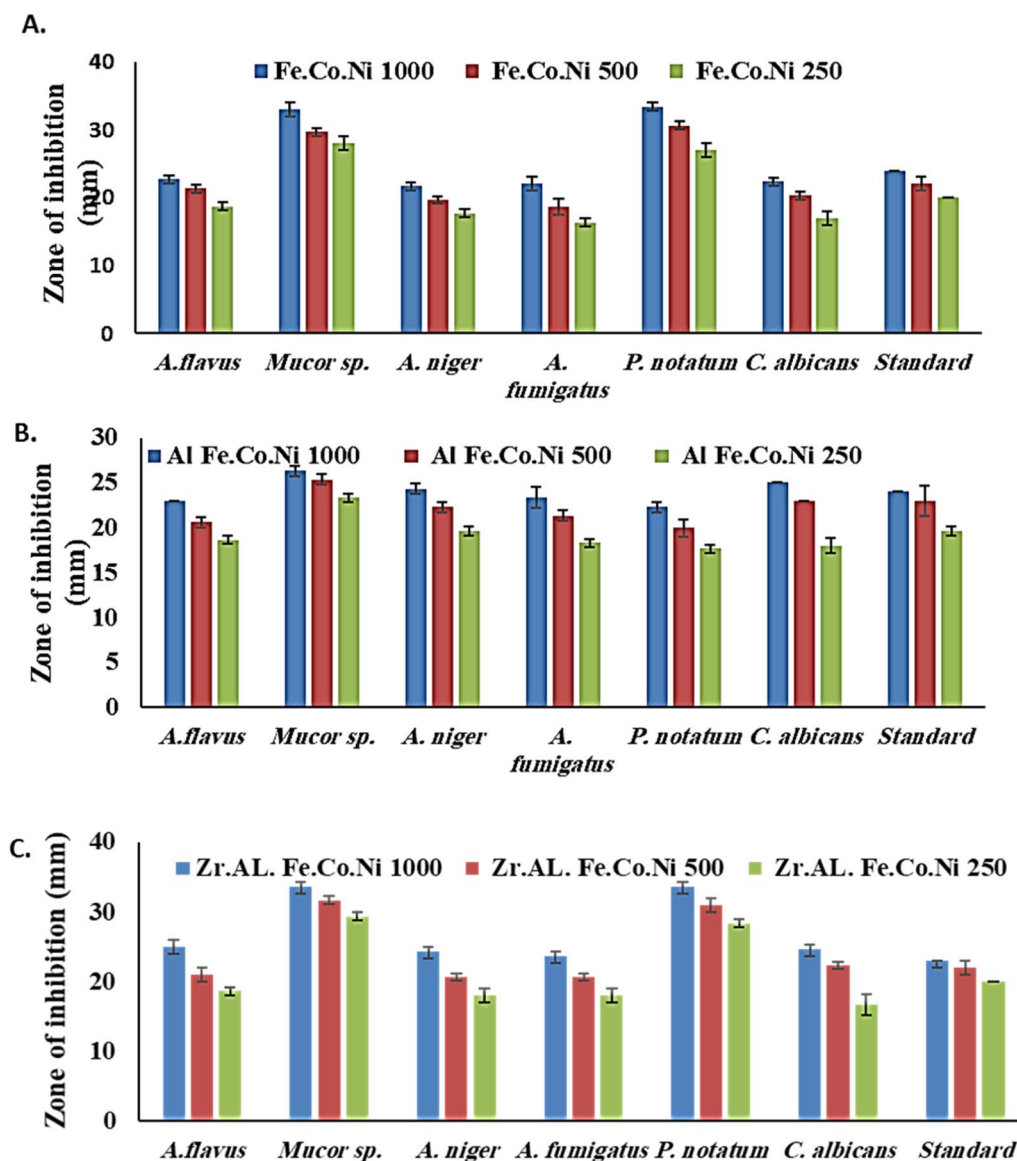 A.
Zone of inhibition
(mm)
40
30
20
10
0
Fe.Co.Ni 1000 Fe.Co.Ni 500 Fe.Co.Ni 250
A.flavus Mucor sp. A. niger A. fumigatus P. notatum C. albicans Standard
B.
Zone of inhibition
(mm)
30
25
20
15
10
5
0
Al Fe.Co.Ni 1000 Al Fe.Co.Ni 500 Al Fe.Co.Ni 250
A.flavus Mucor sp. A. niger A. fumigatus P. notatum C. albicans Standard
C.
Zone of inhibition (mm)
40
30
20
10
0
Zr.AL. Fe.Co.Ni 1000 Zr.AL. Fe.Co.Ni 500 Zr.AL. Fe.Co.Ni 250
A.flavus Mucor sp. A. niger A. fumigatus P. notatum C. albicans Standard